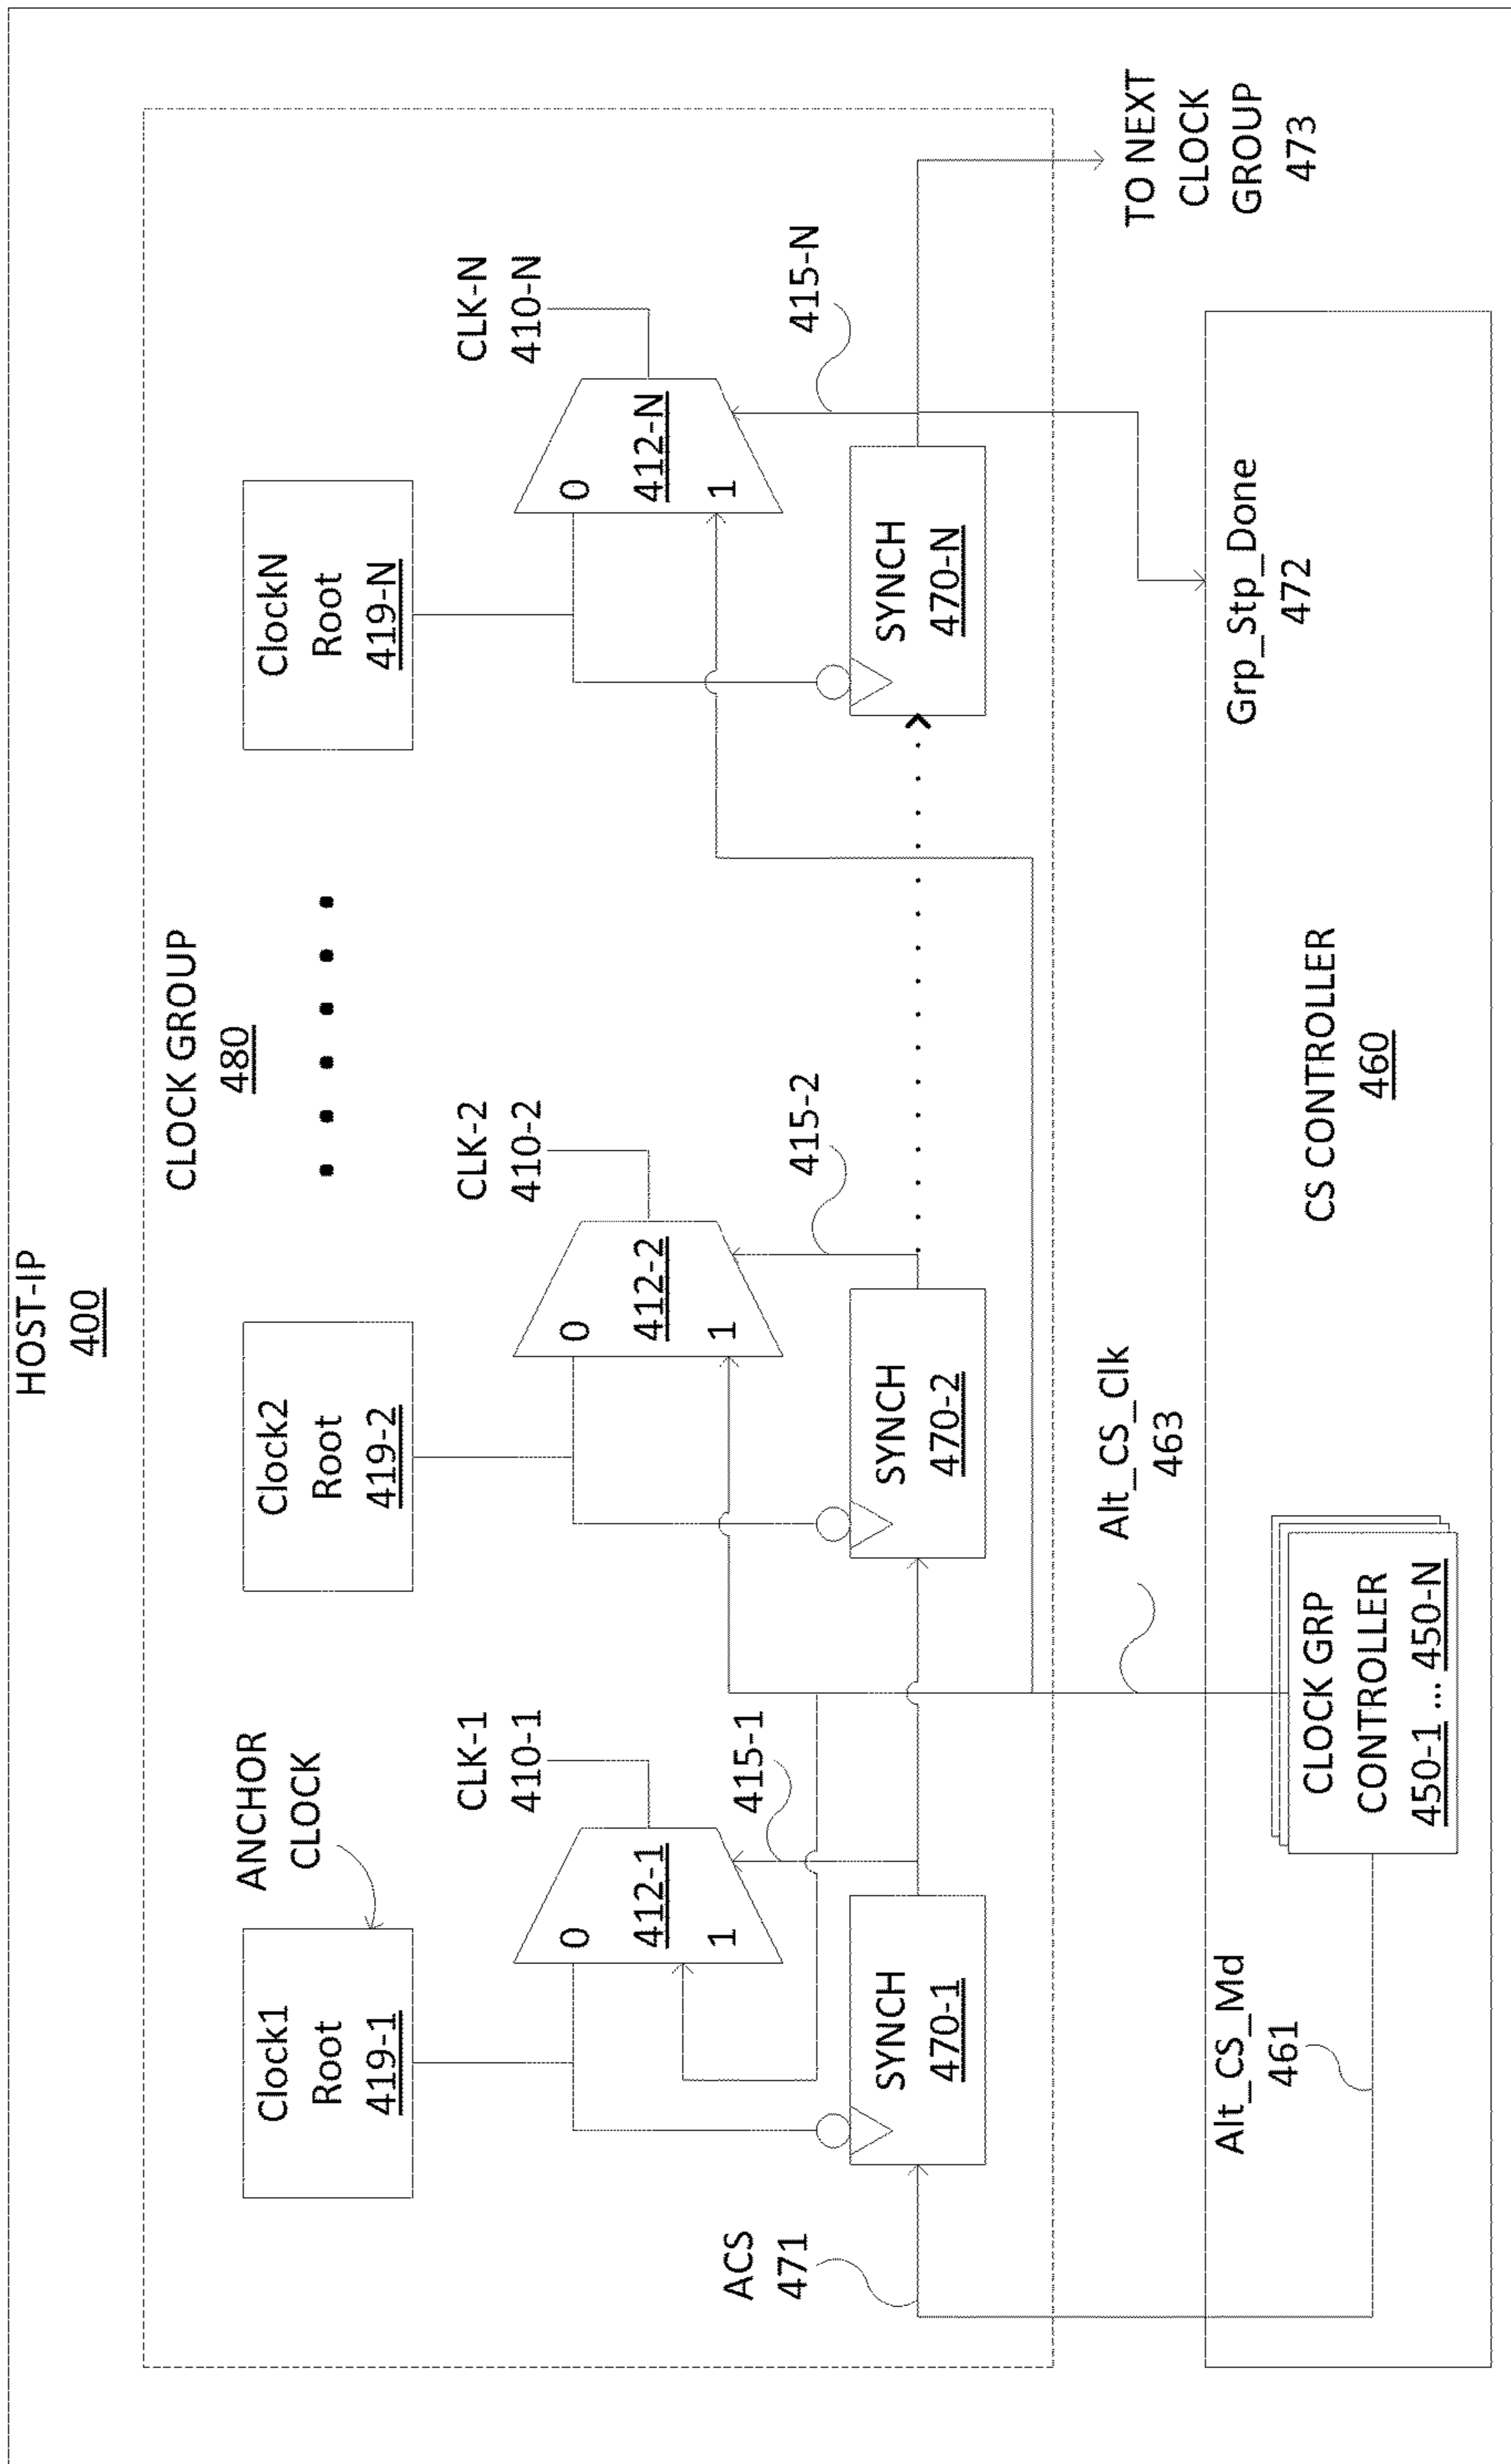 HOST-IP
400
CLOCK GROUP
480
ANCHOR
CLOCK
Clock1
Root
419-1
Clock2
Root
419-2
ClockN
Root
419-N
CLK-1
410-1
CLK-2
410-2
CLK-N
410-N
0
412-1
1
0
412-2
1
0
412-N
1
415-1
415-2
415-N
ACS
471
SYNCH
470-1
SYNCH
470-2
SYNCH
470-N
TO NEXT
CLOCK
GROUP
473
Alt_CS_Md
461
Alt_CS_Clk
463
Grp_Stp_Done
472
CLOCK GRP
CONTROLLER
450-1 ... 450-N
CS CONTROLLER
460